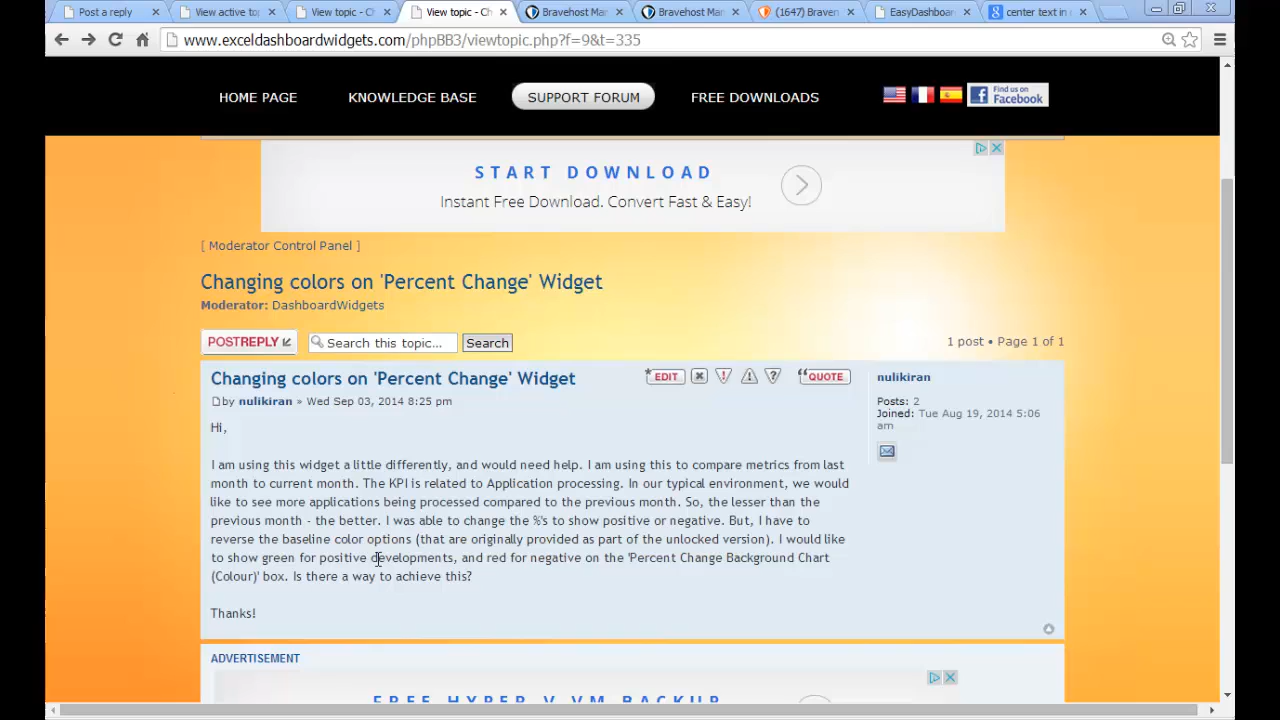 Post a reply
View active top
View topic - Ch
View topic - Ch
Bravehost Man
Bravehost Man
(1647) Braven
EasyDashboar
center text in e
www.exceldashboardwidgets.com/phpBB3/viewtopic.php?f=9&t=335
HOME PAGE
KNOWLEDGE BASE
SUPPORT FORUM
FREE DOWNLOADS
Find us on
Facebook
START DOWNLOAD
Instant Free Download. Convert Fast & Easy!
[ Moderator Control Panel ]
Changing colors on 'Percent Change' Widget
Moderator: DashboardWidgets
POSTREPLY
Search this topic...
Search
1 post • Page 1 of 1
Changing colors on 'Percent Change' Widget
EDIT
QUOTE
by nulikiran » Wed Sep 03, 2014 8:25 pm
Hi,
I am using this widget a little differently, and would need help. I am using this to compare metrics from last
month to current month. The KPI is related to Application processing. In our typical environment, we would
like to see more applications being processed compared to the previous month. So, the lesser than the
previous month - the better. I was able to change the %'s to show positive or negative. But, I have to
reverse the baseline color options (that are originally provided as part of the unlocked version). I would like
to show green for positive developments, and red for negative on the 'Percent Change Background Chart
(Colour)' box. Is there a way to achieve this?
Thanks!
nulikiran
Posts: 2
Joined: Tue Aug 19, 2014 5:06
am
ADVERTISEMENT
FREE HYPER V VM BACKUP